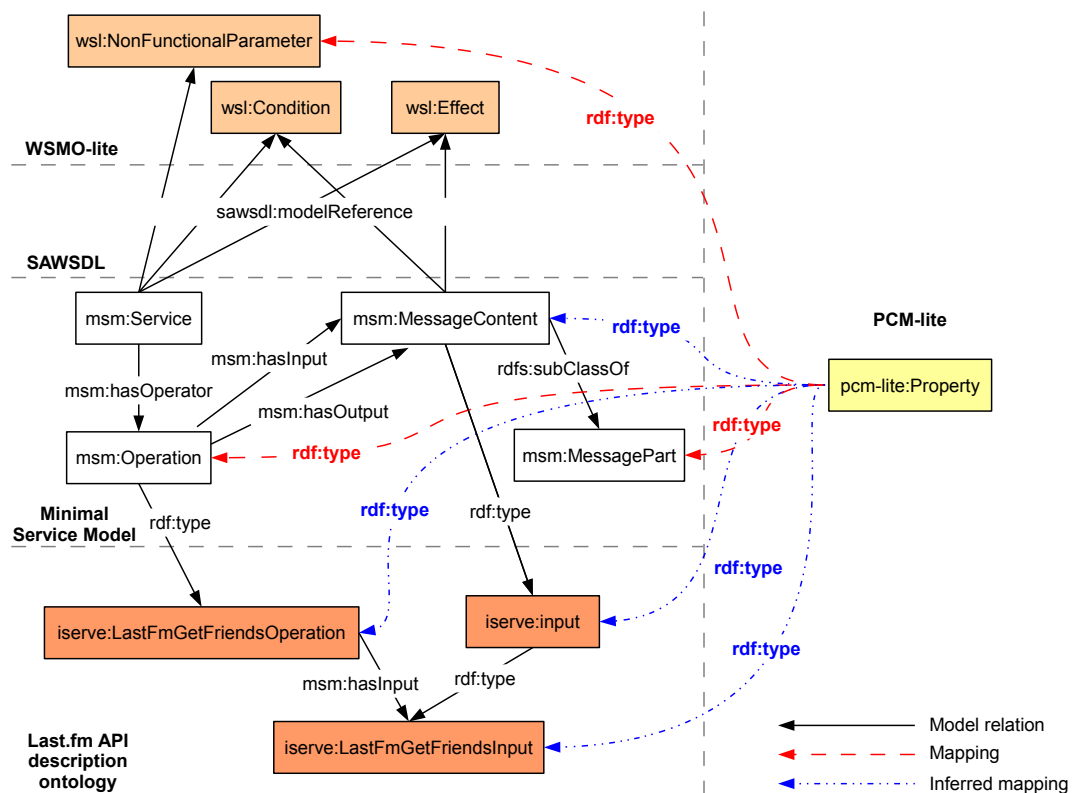 wsl:NonFunctionalParameter
wsl:Condition
wsl:Effect
rdf:type
WSMO-lite
sawsdl:modelReference
SAWSDL
msm:Service
msm:MessageContent
rdf:type
PCM-lite
msm:hasInput
rdfs:subClassOf
msm:hasOperator
pcm-lite:Property
msm:hasOutput
rdf:type
msm:Operation
rdf:type
msm:MessagePart
Minimal
Service Model
rdf:type
rdf:type
rdf:type
rdf:type
iserve:LastFmGetFriendsOperation
iserve:input
rdf:type
msm:hasInput
rdf:type
iserve:LastFmGetFriendsInput
Last.fm API
description
ontology
Model relation
Mapping
Inferred mapping